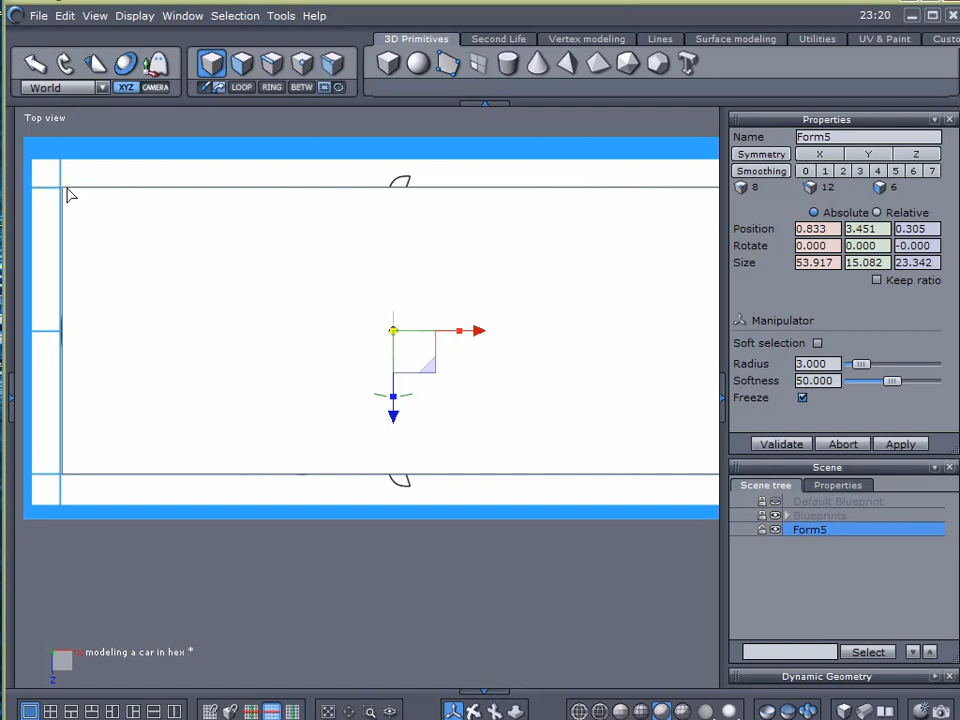 File Edit View Display Window Selection Tools Help 23:20
3D Primitives Second Life Vertex modeling Lines Surface modeling Utilities UV & Paint Custo
World XYZ CAMERA LOOP RING BETW
Top view
Properties
Name Form5
Symmetry X Y Z
Smoothing 0 1 2 3 4 5 6 7
8 12 6
Absolute Relative
Position 0.833 3.451 0.305
Rotate 0.000 0.000 -0.000
Size 53.917 15.082 23.342
Keep ratio
Manipulator
Soft selection
Radius 3.000
Softness 50.000
Freeze
Validate Abort Apply
Scene
Scene tree Properties
Default Blueprint
Blueprints
Form5
X modeling a car in hex *
Z
Select
Dynamic Geometry